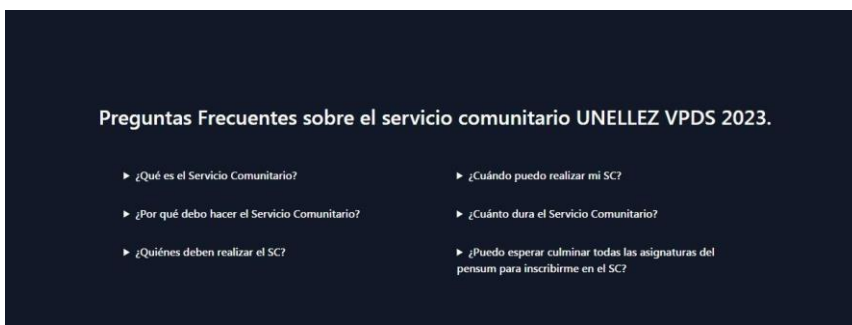 Preguntas Frecuentes sobre el servicio comunitario UNELLEZ VPDS 2023.
▶ ¿Qué es el Servicio Comunitario?
▶ ¿Por qué debo hacer el Servicio Comunitario?
▶ ¿Quiénes deben realizar el SC?
▶ ¿Cuándo puedo realizar mi SC?
▶ ¿Cuánto dura el Servicio Comunitario?
▶ ¿Puedo esperar culminar todas las asignaturas del
pensum para inscribirme en el SC?